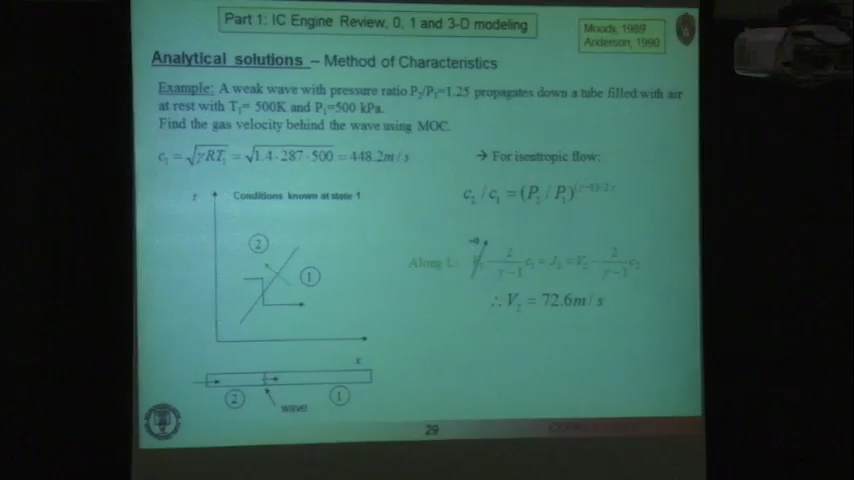 Part 1: IC Engine Review, 0, 1 and 3-D modeling
Moody, 1989
Anderson, 1990
Analytical solutions – Method of Characteristics
Example: A weak wave with pressure ratio P₂/P₁=1.25 propagates down a tube filled with air
at rest with T₁= 500K and P₁=500 kPa.
Find the gas velocity behind the wave using MOC.
c₁ = √γRT₁ = √1.4·287·500 = 448.2m/s
→ For isentropic flow:
c₂ / c₁ = (P₂ / P₁)^(γ−1)/2γ
t
Conditions known at state 1
2
1
Along L: V₁ − 2/(γ−1) c₁ = J₂ = V₂ − 2/(γ−1) c₂
∴ V₂ = 72.6m/s
x
2
wave
1
29